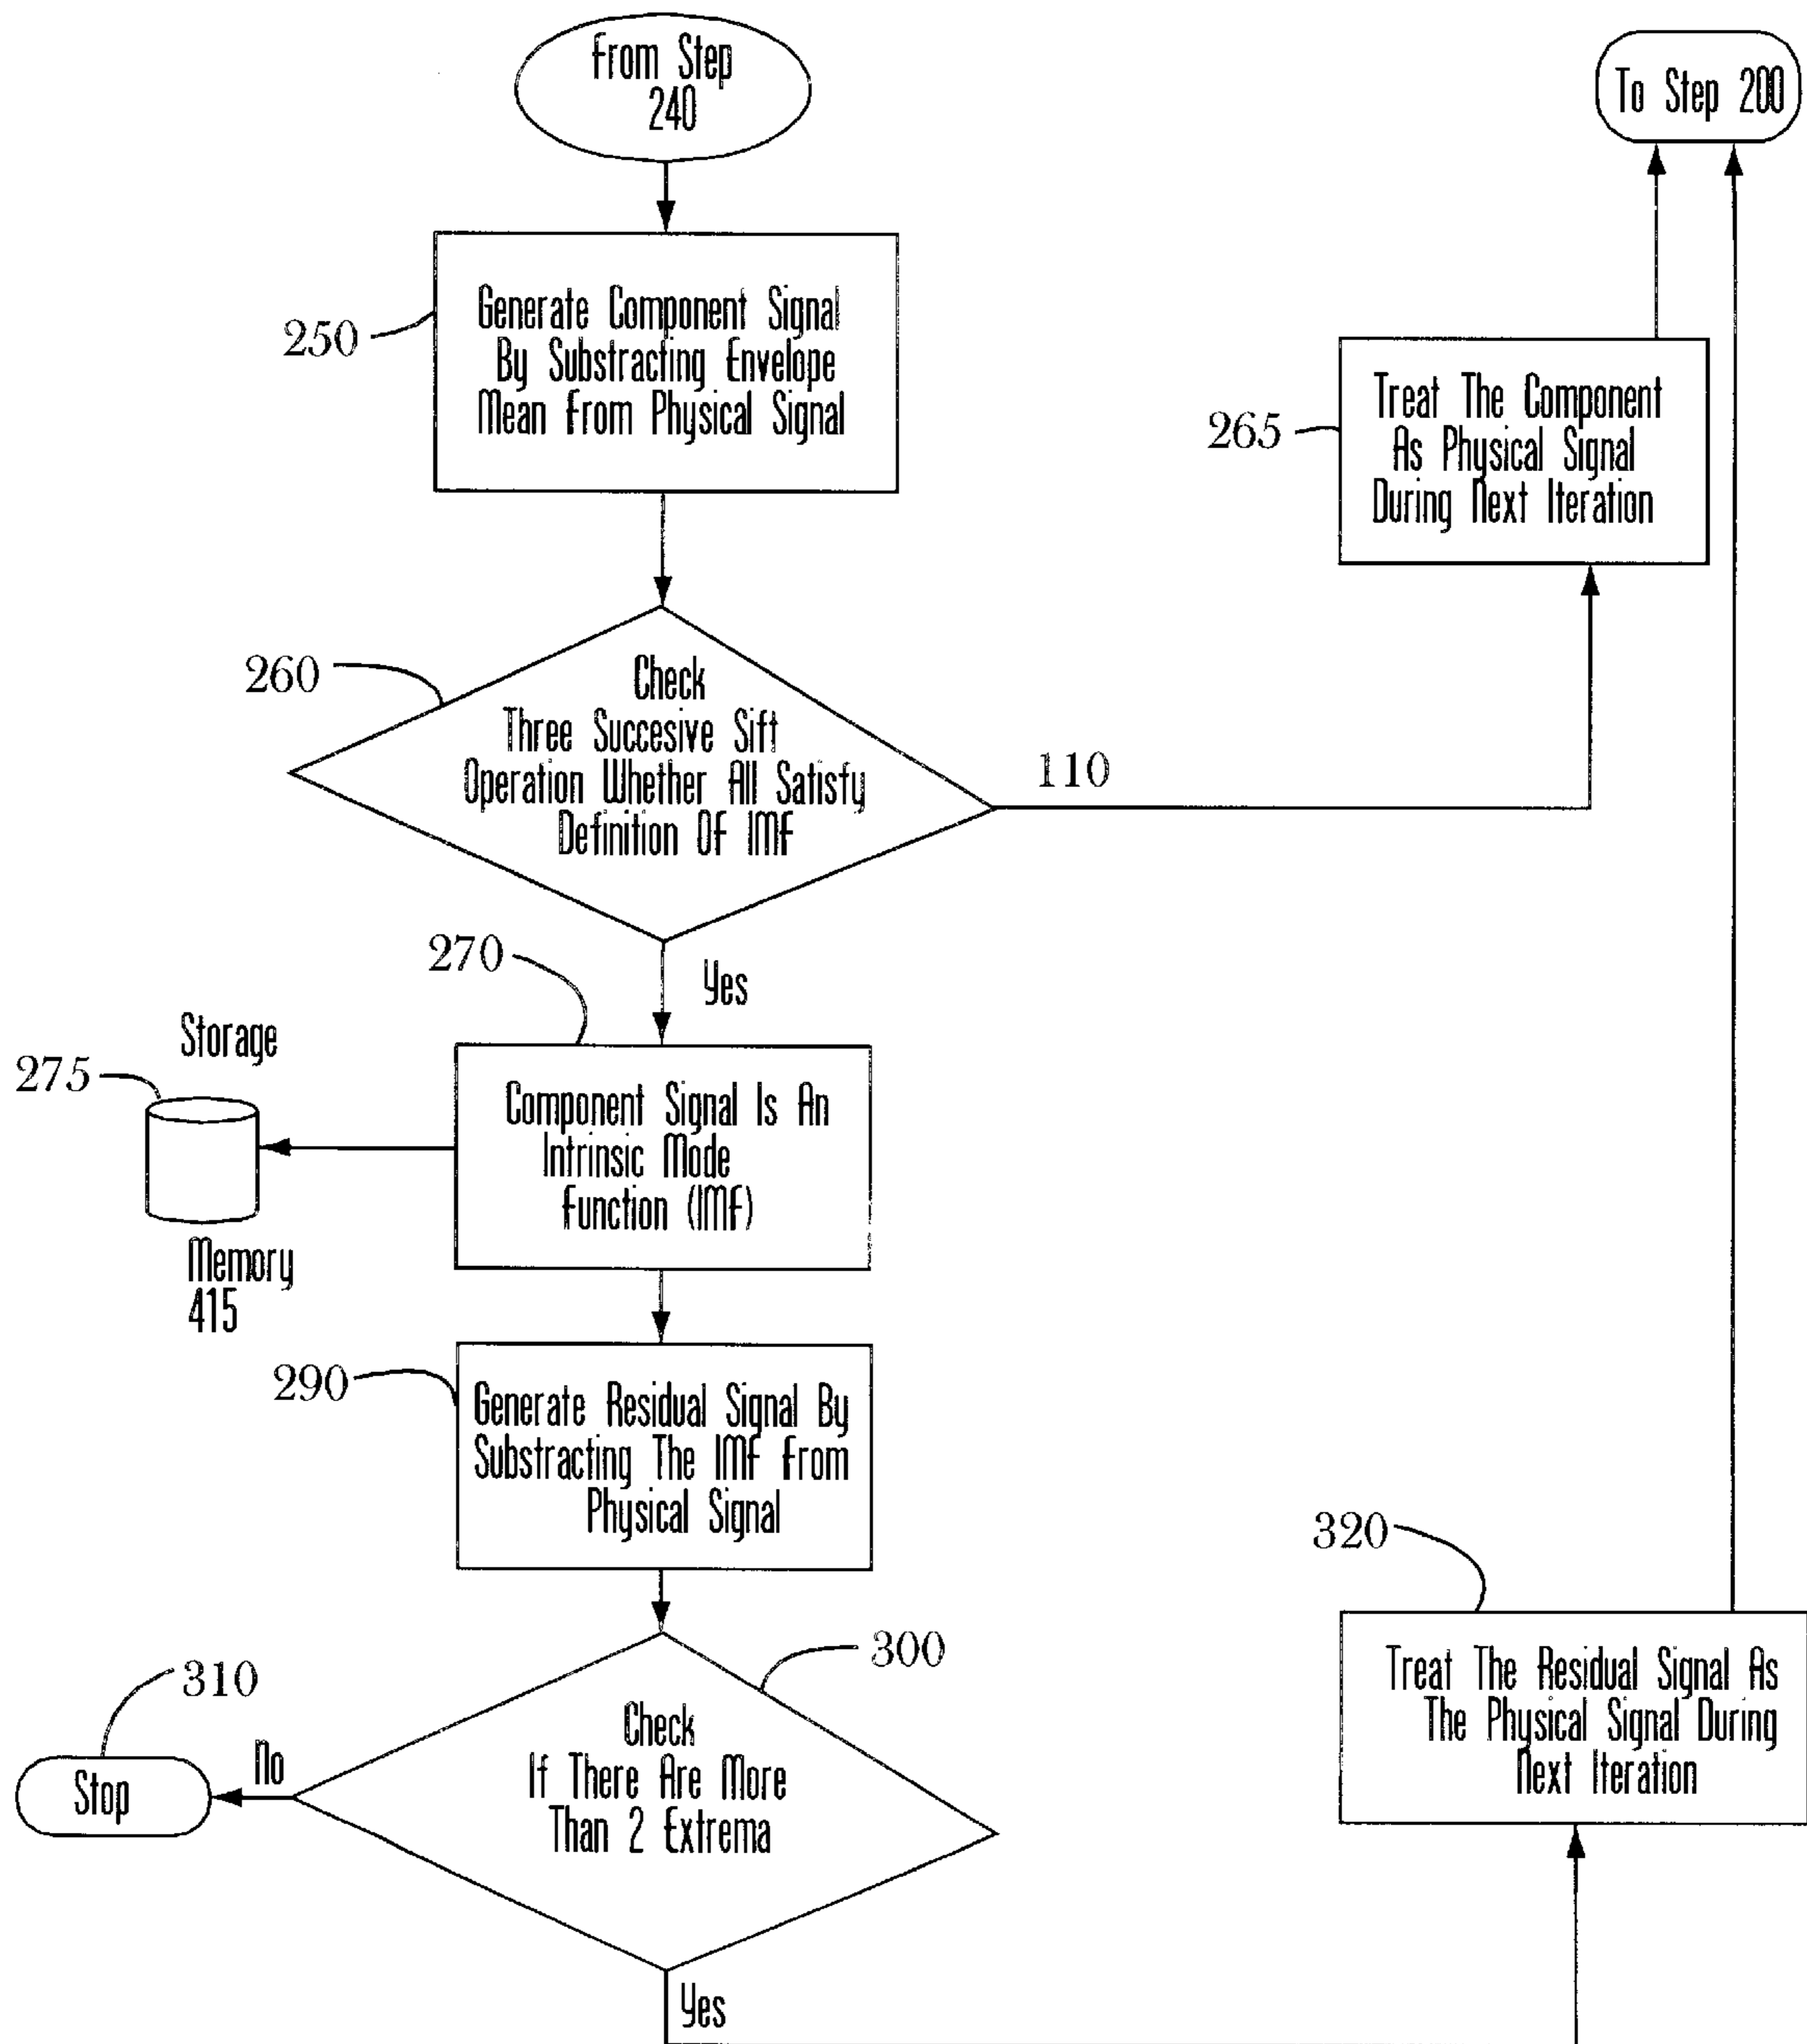 From Step
240
To Step 200
250
Generate Component Signal
By Substracting Envelope
Mean From Physical Signal
265
Treat The Component
As Physical Signal
During Next Iteration
260
Check
Three Succesive Sift
Operation Whether All Satisfy
Definition Of IMF
110
Yes
270
Storage
275
Component Signal Is An
Intrinsic Mode
Function (IMF)
Memory
415
290
Generate Residual Signal By
Substracting The IMF From
Physical Signal
320
Treat The Residual Signal As
The Physical Signal During
Next Iteration
300
310
Check
If There Are More
Than 2 Extrema
No
Stop
Yes